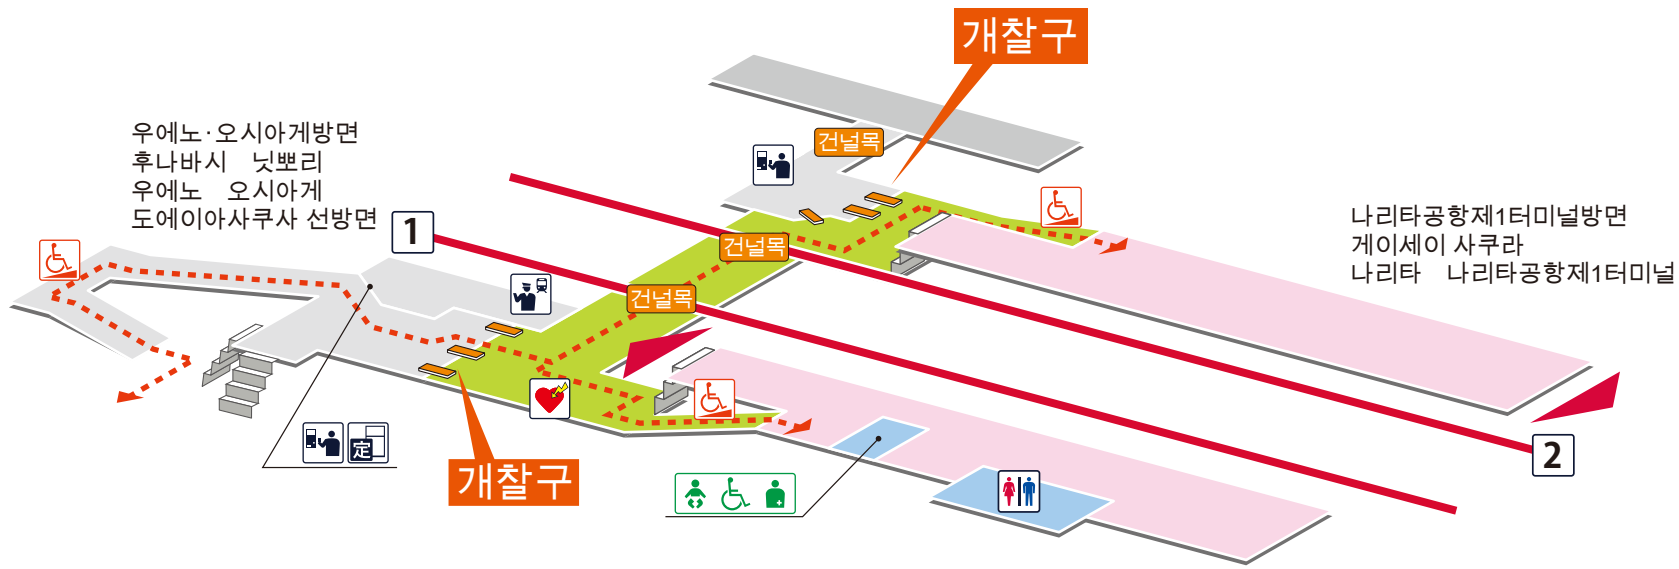 개찰구
건널목
우에노·오시아게방면
후나바시 닛뽀리
우에노 오시아게
도에이아사쿠사 선방면
1
나리타공항제1터미널방면
게이세이 사쿠라
나리타 나리타공항제1터미널
건널목
건널목
2
定
개찰구